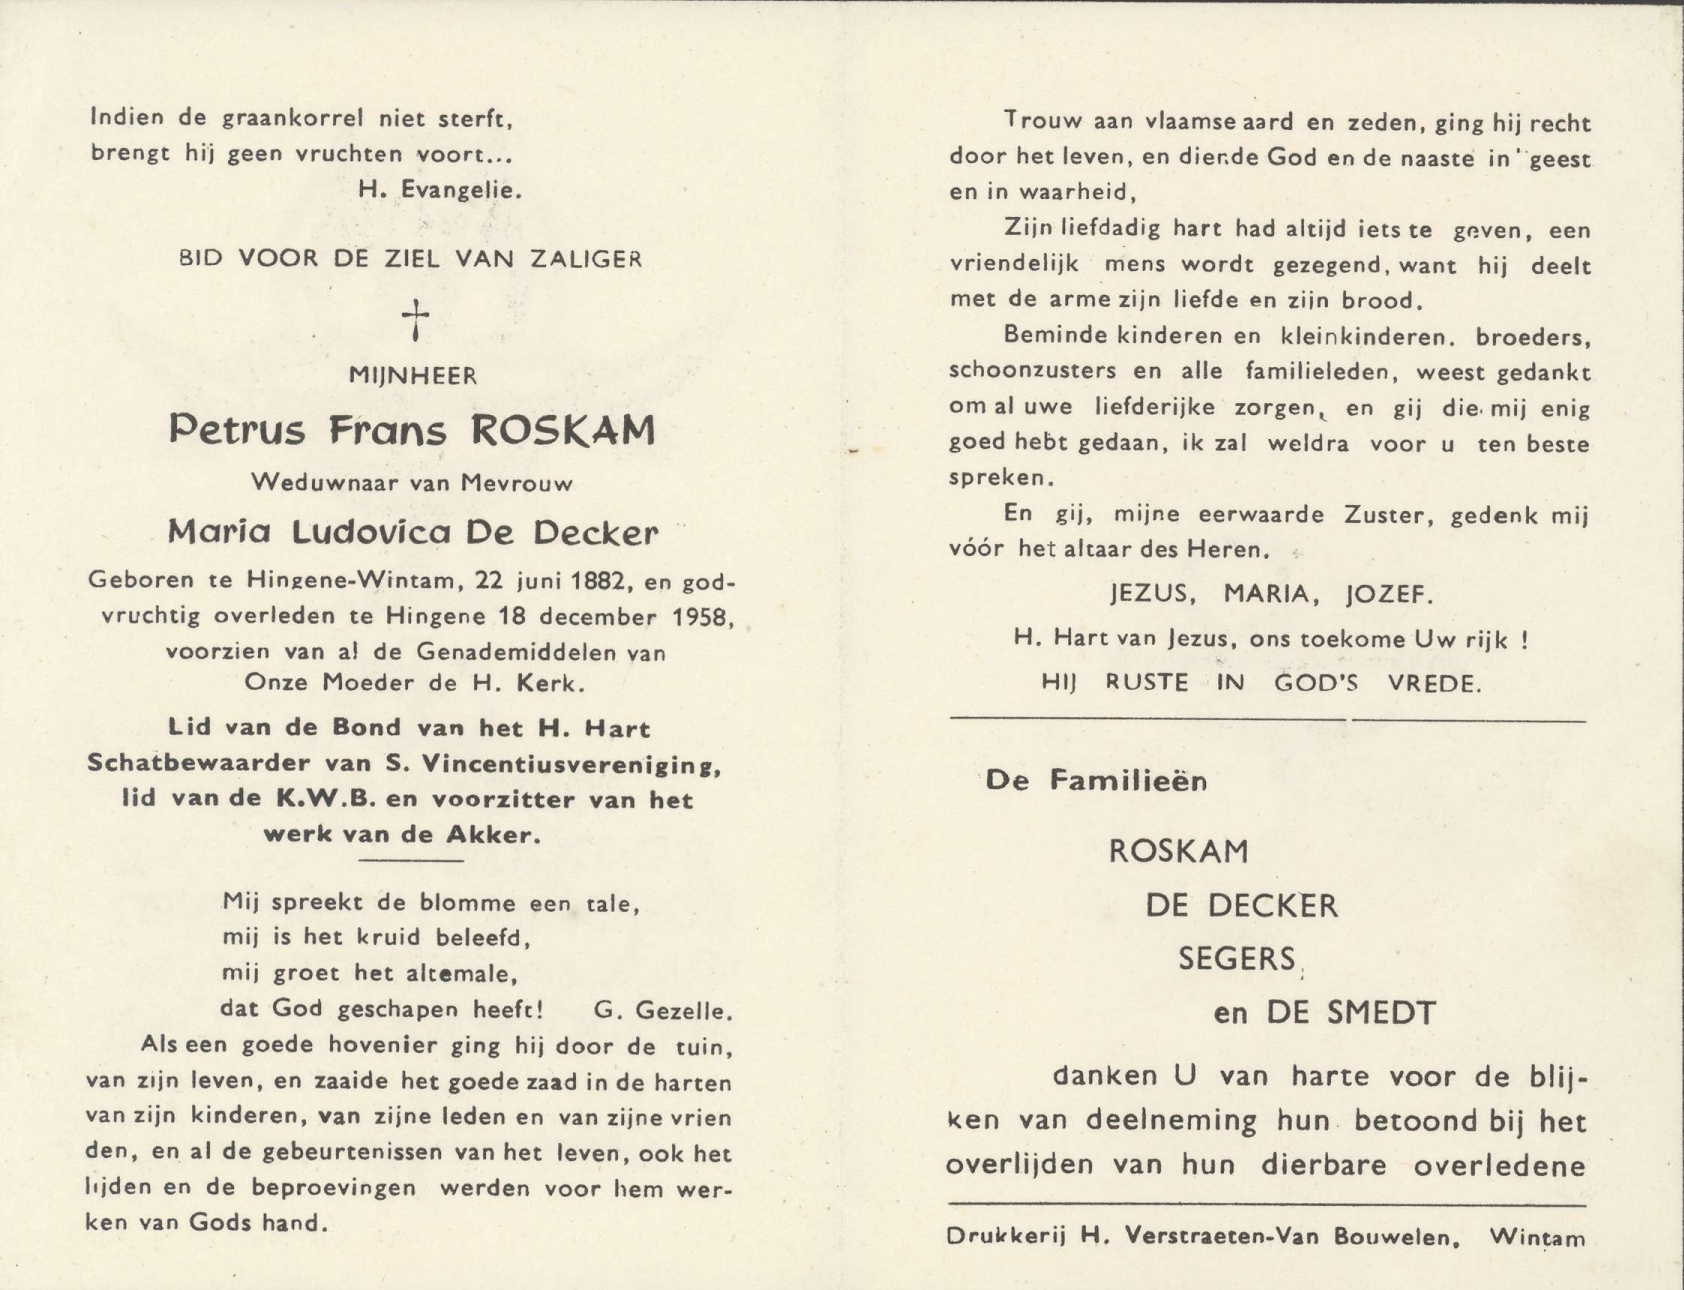 Indien de graankorrel niet sterft,
brengt hij geen vruchten voort...
H. Evangelie.
BID VOOR DE ZIEL VAN ZALIGER
MIJNHEER
Petrus Frans ROSKAM
Weduwnaar van Mevrouw
Maria Ludovica De Decker
Geboren te Hingene-Wintam, 22 juni 1882, en god-
vruchtig overleden te Hingene 18 december 1958,
voorzien van al de Genademiddelen van
Onze Moeder de H. Kerk.
Lid van de Bond van het H. Hart
Schatbewaarder van S. Vincentiusvereniging,
lid van de K.W.B. en voorzitter van het
werk van de Akker.
Mij spreekt de blomme een tale,
mij is het kruid beleefd,
mij groet het altemale,
dat God geschapen heeft! G. Gezelle.
Als een goede hovenier ging hij door de tuin,
van zijn leven, en zaaide het goede zaad in de harten
van zijn kinderen, van zijne leden en van zijne vrien
den, en al de gebeurtenissen van het leven, ook het
lijden en de beproevingen werden voor hem wer-
ken van Gods hand.
Trouw aan vlaamse aard en zeden, ging hij recht
door het leven, en diende God en de naaste in geest
en in waarheid,
Zijn liefdadig hart had altijd iets te geven, een
vriendelijk mens wordt gezegend, want hij deelt
met de arme zijn liefde en zijn brood.
Beminde kinderen en kleinkinderen. broeders,
schoonzusters en alle familieleden, weest gedankt
om al uwe liefderijke zorgen, en gij die mij enig
goed hebt gedaan, ik zal weldra voor u ten beste
spreken.
En gij, mijne eerwaarde Zuster, gedenk mij
vóór het altaar des Heren.
JEZUS, MARIA, JOZEF.
H. Hart van Jezus, ons toekome Uw rijk !
HIJ RUSTE IN GOD'S VREDE.
De Familieën
ROSKAM
DE DECKER
SEGERS
en DE SMEDT
danken U van harte voor de blij-
ken van deelneming hun betoond bij het
overlijden van hun dierbare overledene
Drukkerij H. Verstraeten-Van Bouwelen, Wintam